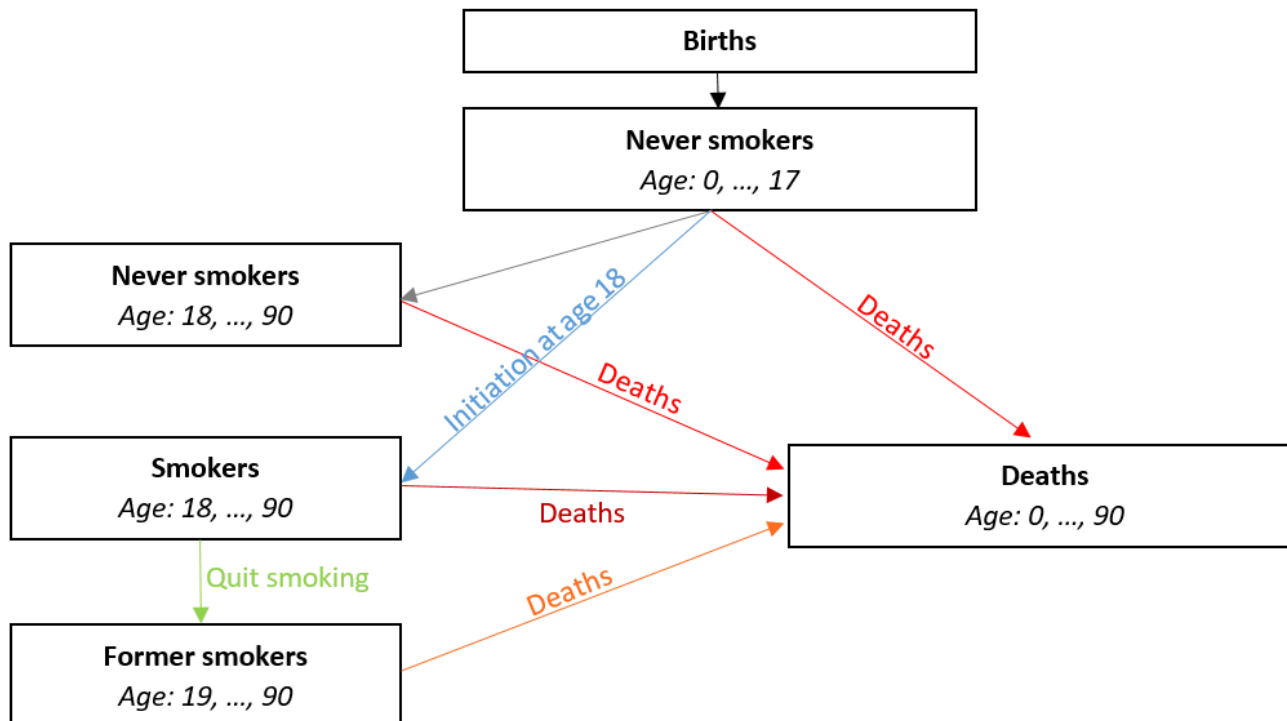 Births
Never smokers
Age: 0, ..., 17
Never smokers
Age: 18, ..., 90
Initiation at age 18
Deaths
Deaths
Smokers
Age: 18, ..., 90
Deaths
Deaths
Age: 0, ..., 90
Quit smoking
Deaths
Former smokers
Age: 19, ..., 90